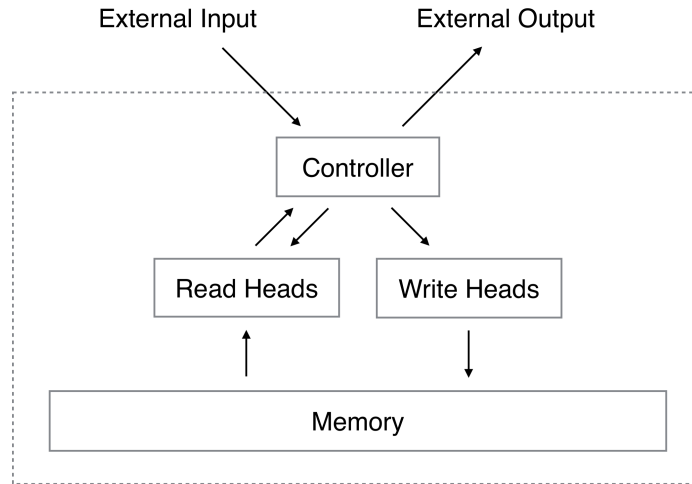 External Input
External Output
Controller
Read Heads
Write Heads
Memory